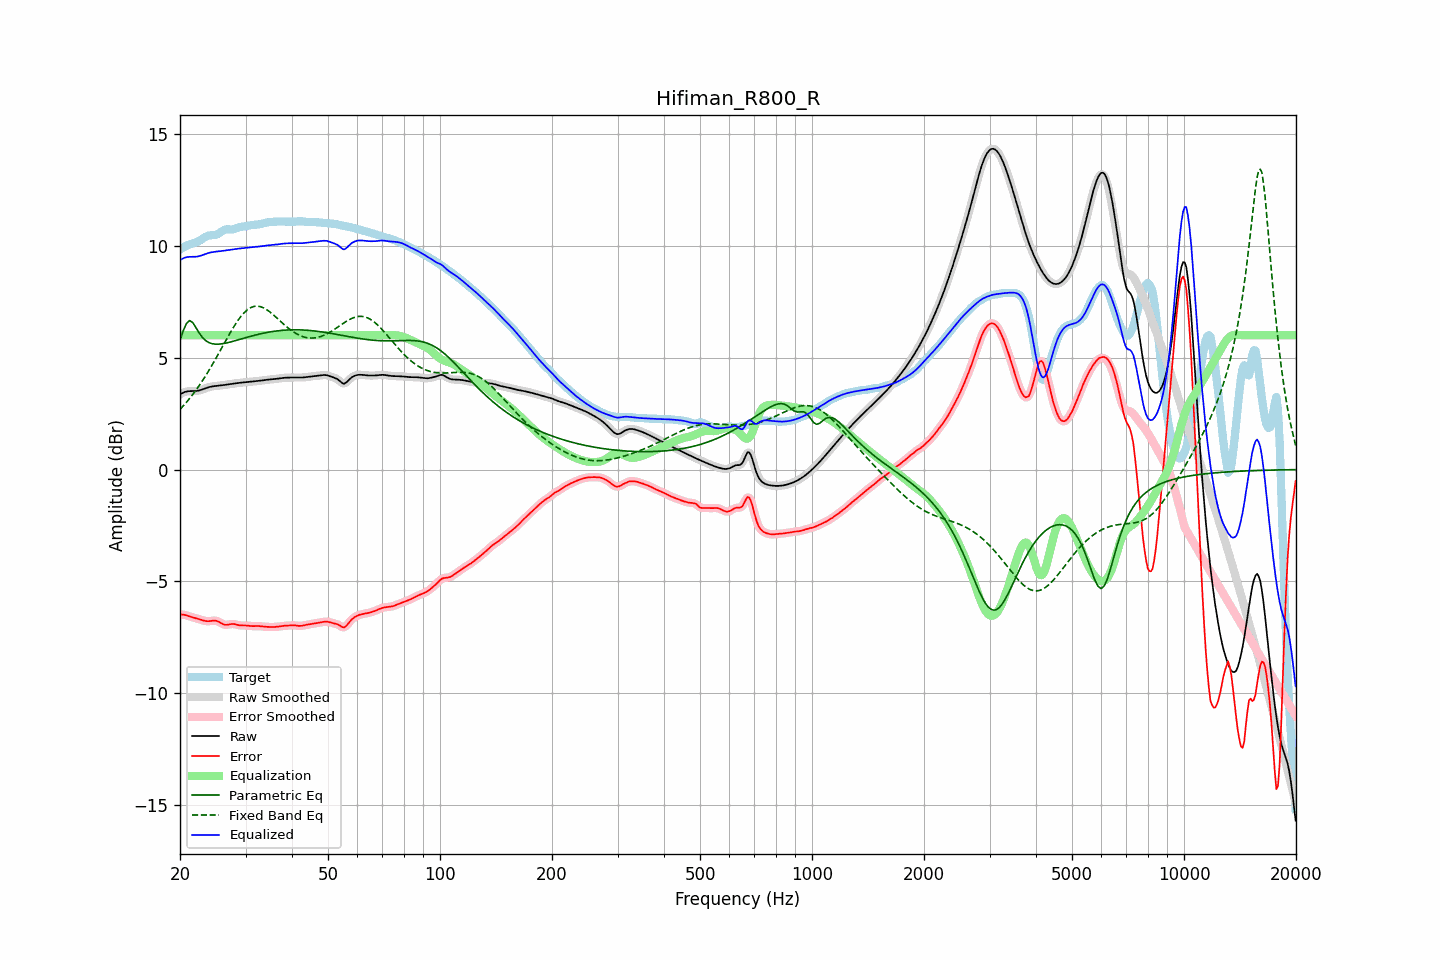 Hifiman_R800_R
Amplitude (dBr)
15
10
5
0
−5
−10
−15
Target
Raw Smoothed
Error Smoothed
Raw
Error
Equalization
Parametric Eq
Fixed Band Eq
Equalized
20 50 100 200 500 1000 2000 5000 10000 20000
Frequency (Hz)